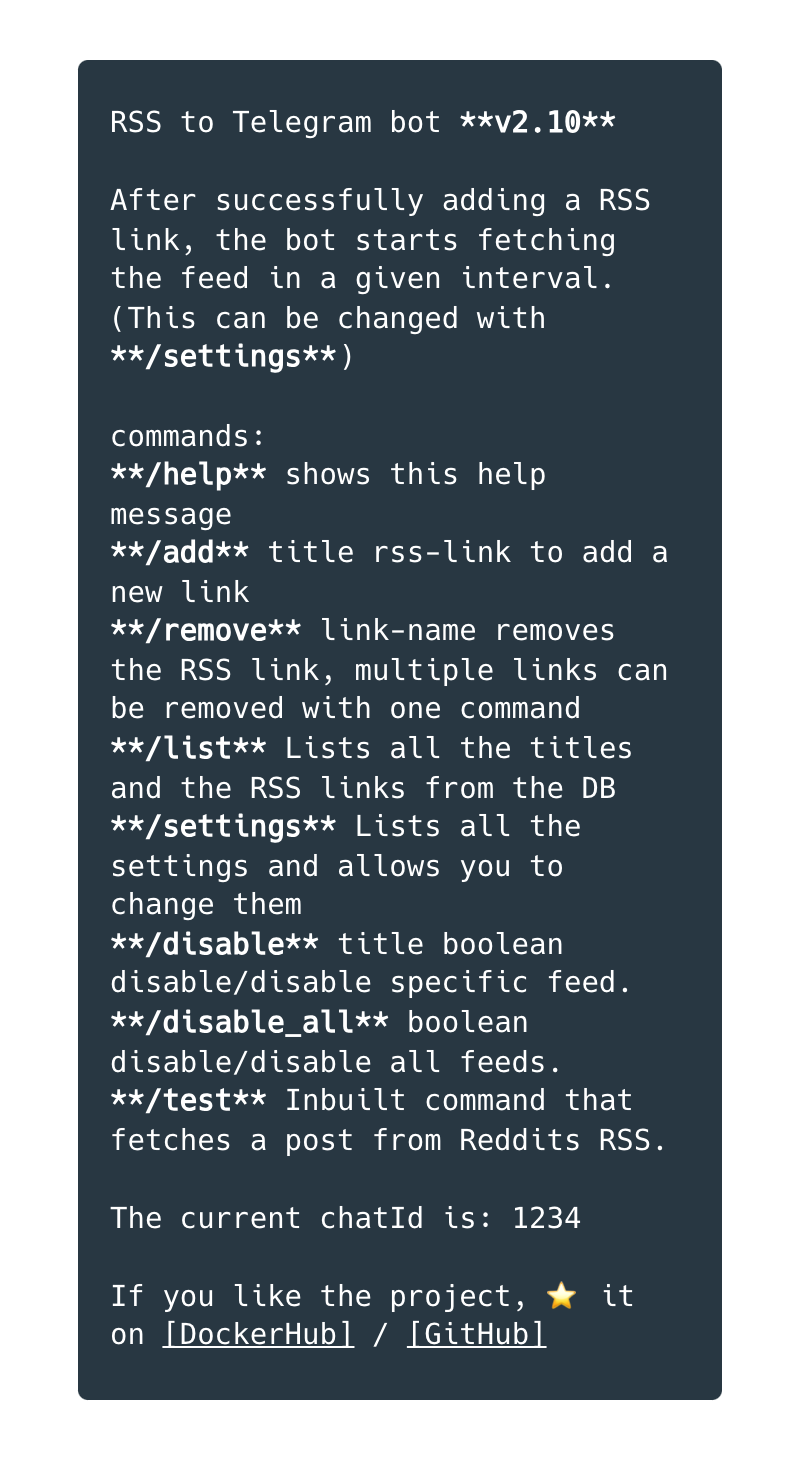 RSS to Telegram bot **v2.10**
After successfully adding a RSS
link, the bot starts fetching
the feed in a given interval.
(This can be changed with
**/settings**)
commands:
**/help** shows this help
message
**/add** title rss-link to add a
new link
**/remove** link-name removes
the RSS link, multiple links can
be removed with one command
**/list** Lists all the titles
and the RSS links from the DB
**/settings** Lists all the
settings and allows you to
change them
**/disable** title boolean
disable/disable specific feed.
**/disable_all** boolean
disable/disable all feeds.
**/test** Inbuilt command that
fetches a post from Reddits RSS.
The current chatId is: 1234
If you like the project, ⭐ it
on [DockerHub] / [GitHub]